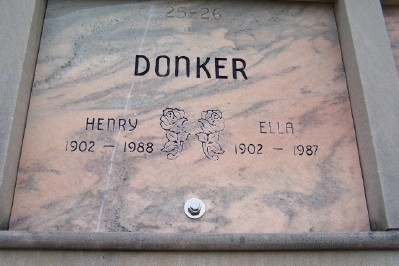 25-26
DONKER
HENRY ELLA
1902 - 1988 1902 - 1987